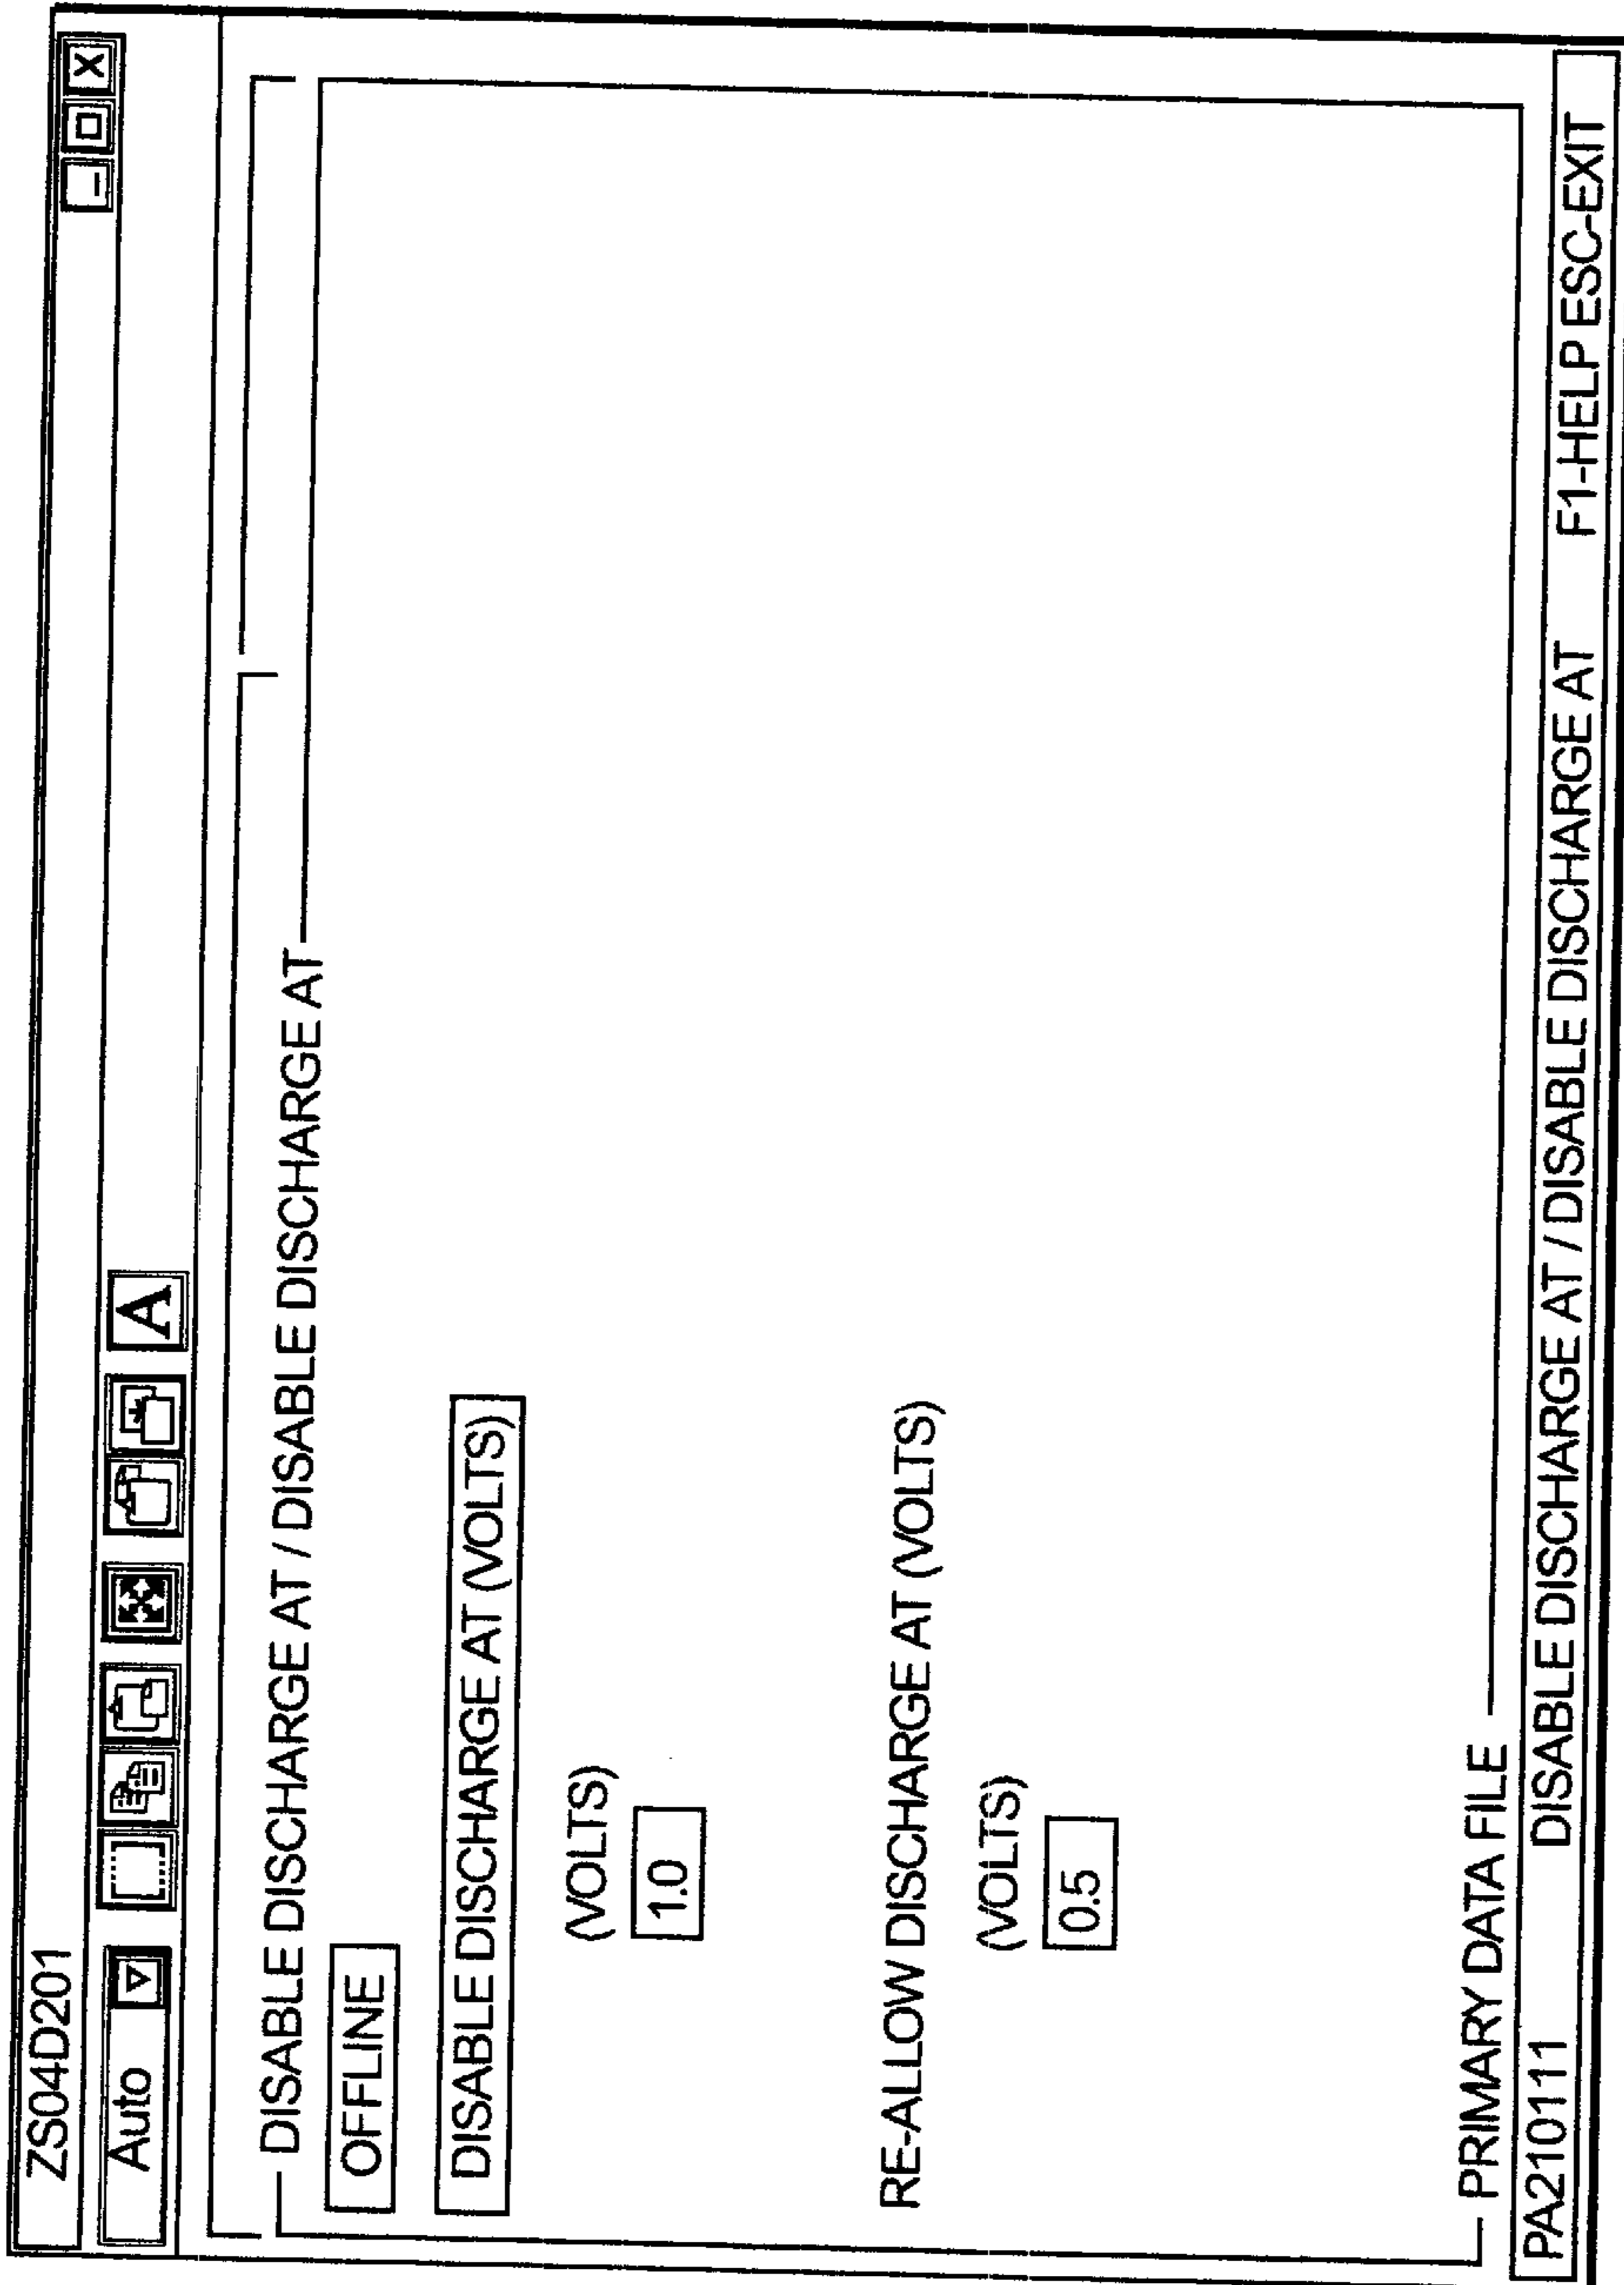 ZS04D201
Auto
A
DISABLE DISCHARGE AT / DISABLE DISCHARGE AT
OFFLINE
DISABLE DISCHARGE AT (VOLTS)
(VOLTS)
1.0
RE-ALLOW DISCHARGE AT (VOLTS)
(VOLTS)
0.5
PRIMARY DATA FILE
PA210111 DISABLE DISCHARGE AT / DISABLE DISCHARGE AT F1-HELP ESC-EXIT